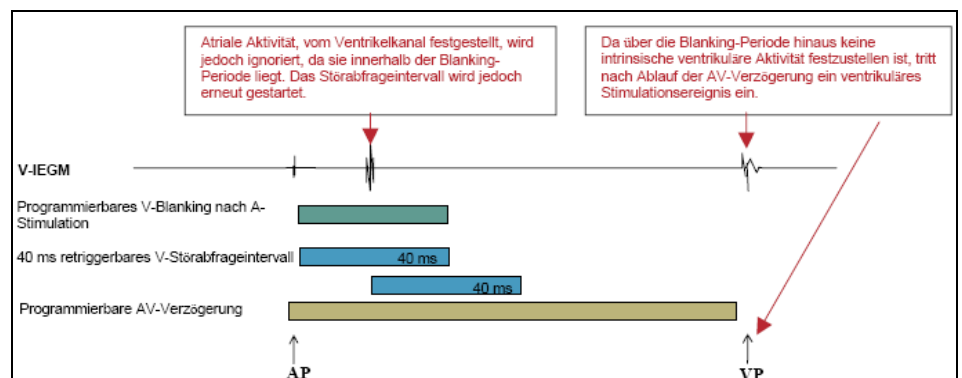 Atriale Aktivität, vom Ventrikelkanal festgestellt, wird
jedoch ignoriert, da sie innerhalb der Blanking-
Periode liegt. Das Störabfrageintervall wird jedoch
erneut gestartet.
Da über die Blanking-Periode hinaus keine
intrinsische ventrikuläre Aktivität festzustellen ist, tritt
nach Ablauf der AV-Verzögerung ein ventrikuläres
Stimulationsereignis ein.
V-IEGM
Programmierbares V-Blanking nach A-
Stimulation
40 ms retriggerbares V-Störabfrageintervall
40 ms
40 ms
Programmierbare AV-Verzögerung
AP
VP